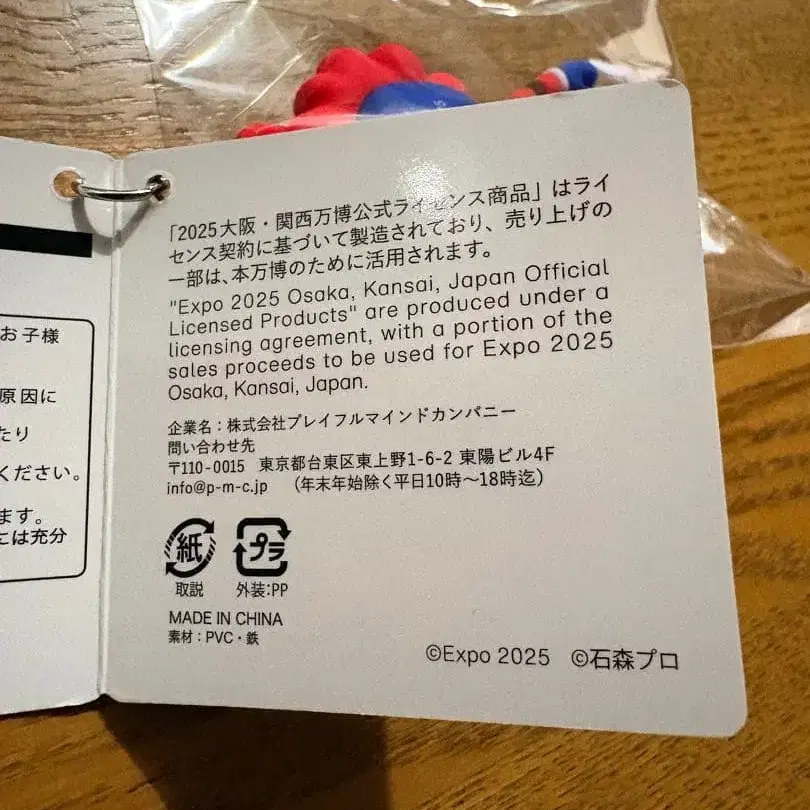 お子様
原因に
たり
ください。
ます。
には充分
「2025大阪・関西万博公式ライセンス商品」はライ
センス契約に基づいて製造されており、売り上げの
一部は、本万博のために活用されます。
"Expo 2025 Osaka, Kansai, Japan Official
Licensed Products" are produced under a
licensing agreement, with a portion of the
sales proceeds to be used for Expo 2025
Osaka, Kansai, Japan.
企業名：株式会社プレイフルマインドカンパニー
問い合わせ先
〒110-0015 東京都台東区東上野1-6-2 東陽ビル4F
info@p-m-c.jp （年末年始除く平日10時～18時迄）
紙 プラ
取説 外装:PP
MADE IN CHINA
素材：PVC・鉄
©Expo 2025 ©石森プロ